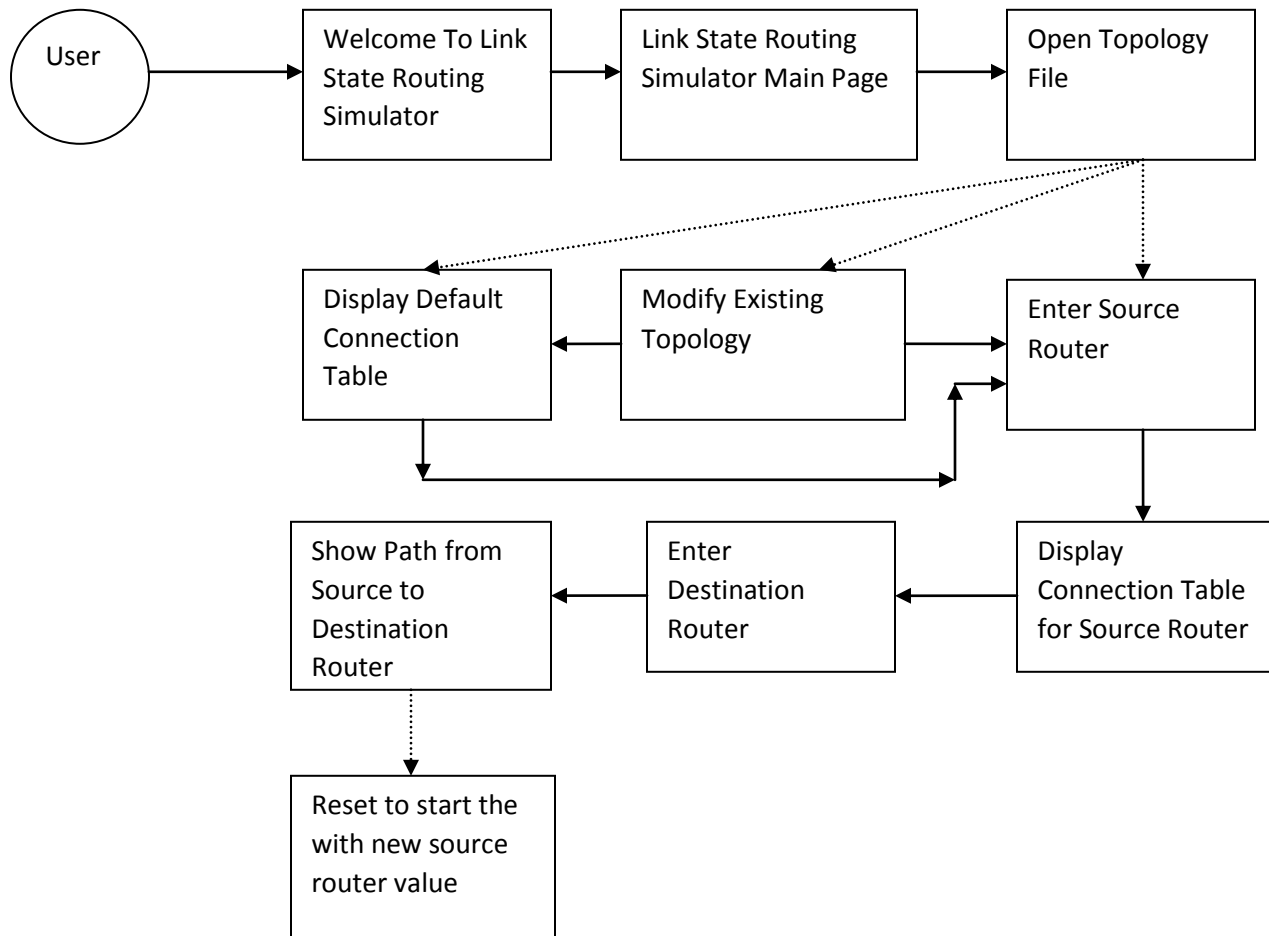 User
Welcome To Link
State Routing
Simulator
Link State Routing
Simulator Main Page
Open Topology
File
Display Default
Connection
Table
Modify Existing
Topology
Enter Source
Router
Show Path from
Source to
Destination
Router
Enter
Destination
Router
Display
Connection Table
for Source Router
Reset to start the
with new source
router value